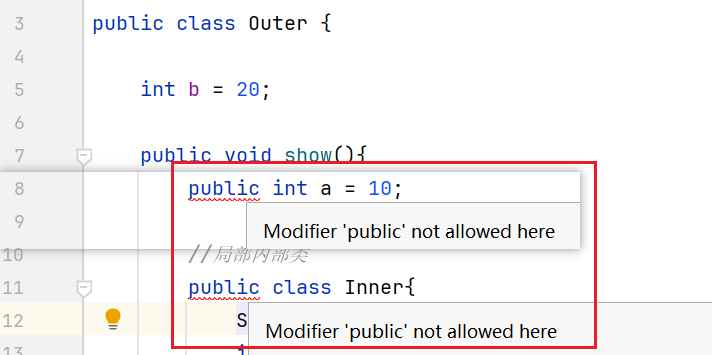 3 public class Outer {
4
5 int b = 20;
6
7 public void show(){
8 public int a = 10;
9 Modifier 'public' not allowed here
10 //局部内部类
11 public class Inner{
12 S Modifier 'public' not allowed here
13